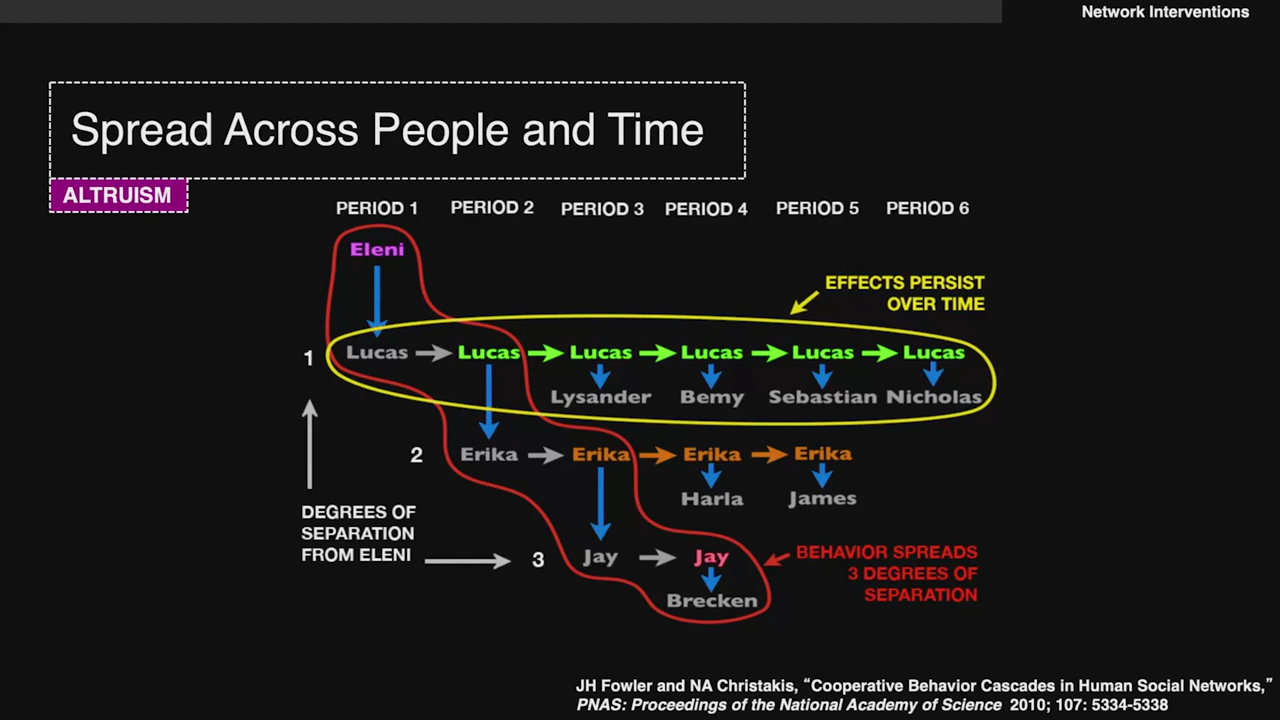 Network Interventions
Spread Across People and Time
ALTRUISM
PERIOD 1 PERIOD 2 PERIOD 3 PERIOD 4 PERIOD 5 PERIOD 6
Eleni
EFFECTS PERSIST
OVER TIME
1 Lucas Lucas Lucas Lucas Lucas Lucas
Lysander Bemy Sebastian Nicholas
2 Erika Erika Erika Erika
Harla James
DEGREES OF
SEPARATION
FROM ELENI
3 Jay Jay
Brecken
BEHAVIOR SPREADS
3 DEGREES OF
SEPARATION
JH Fowler and NA Christakis, “Cooperative Behavior Cascades in Human Social Networks,”
PNAS: Proceedings of the National Academy of Science 2010; 107: 5334-5338